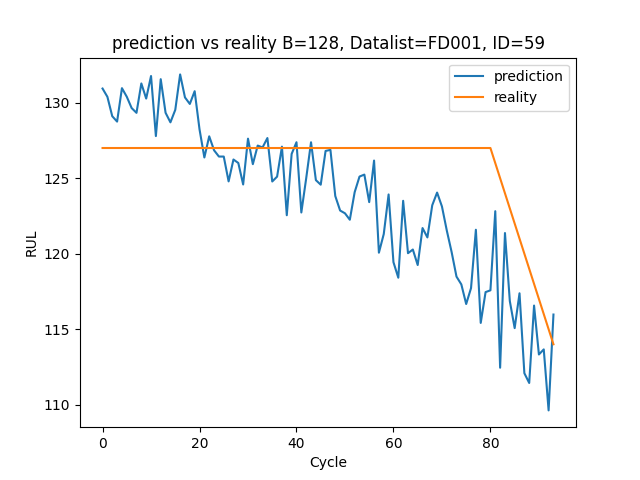 prediction vs reality B=128, Datalist=FD001, ID=59
prediction
reality
RUL
130
125
120
115
110
0 20 40 60 80
Cycle